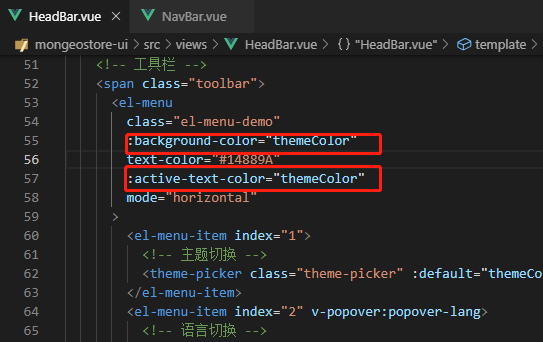 HeadBar.vue NavBar.vue
mongeostore-ui > src > views > HeadBar.vue > {} "HeadBar.vue" > template
51 <!-- 工具栏 -->
52 <span class="toolbar">
53 <el-menu
54 class="el-menu-demo"
55 :background-color="themeColor"
56 text-color="#14889A"
57 :active-text-color="themeColor"
58 mode="horizontal"
59 >
60 <el-menu-item index="1">
61 <!-- 主题切换 -->
62 <theme-picker class="theme-picker" :default="themeCo
63 </el-menu-item>
64 <el-menu-item index="2" v-popover:popover-lang>
65 <!-- 语言切换 -->